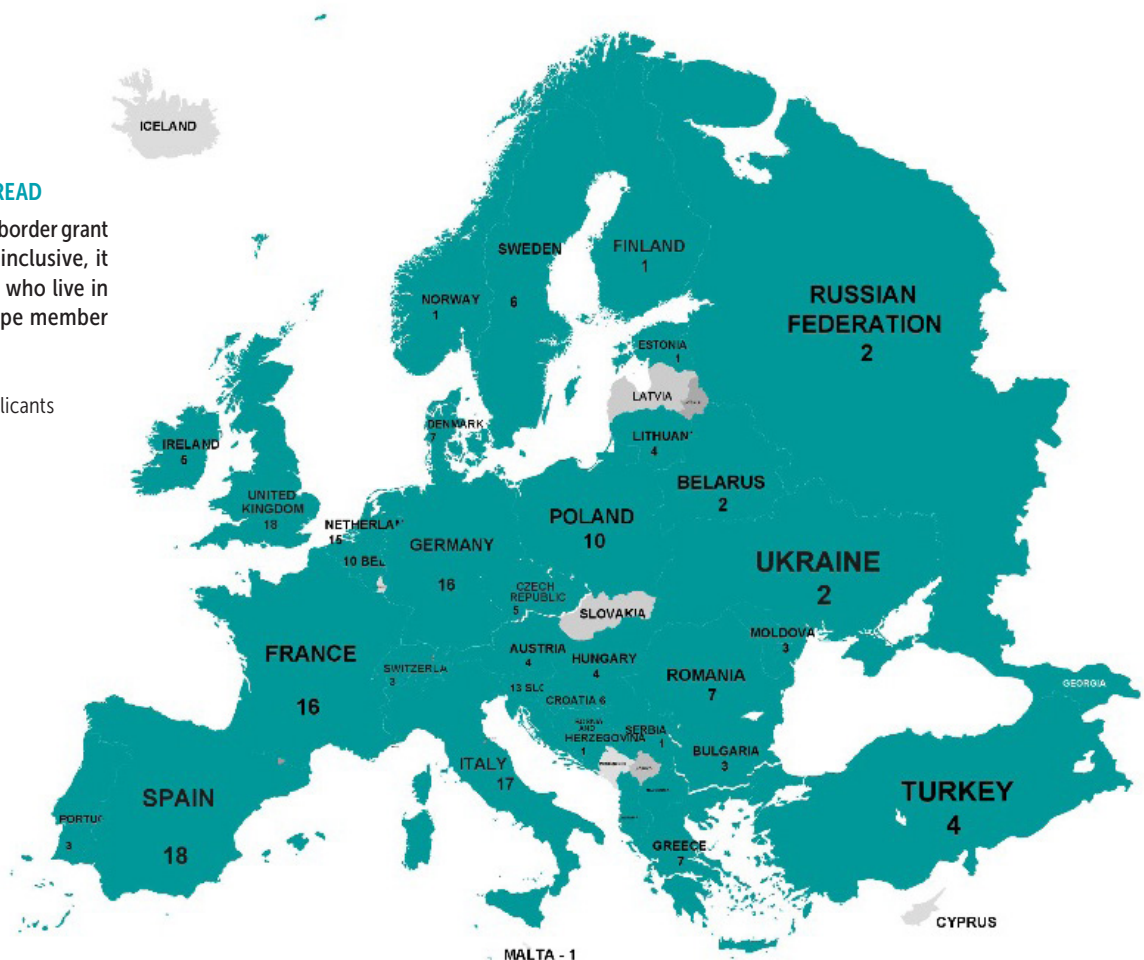 ICELAND
READ
border grant
inclusive, it
who live in
pe member
licants
SWEDEN
6
FINLAND
1
NORWAY
1
RUSSIAN
FEDERATION
2
ESTONIA
1
LATVIA
LITHUAN
4
DENMARK
7
IRELAND
UNITED
KINGDOM
18
NETHERLAN
15
10 BEL
GERMANY
16
POLAND
10
BELARUS
2
UKRAINE
2
CZECH
REPUBLIC
5
SLOVAKIA
MOLDOVA
3
FRANCE
16
SWITZERLA
3
AUSTRIA
4
HUNGARY
4
ROMANIA
7
GEORGIA
13 SLO
CROATIA 6
BOSNIA
AND
HERZEGOVINA
1
SERBIA
1
BULGARIA
3
ITALY
17
SPAIN
18
PORTUG
3
TURKEY
4
GREECE
7
CYPRUS
MALTA - 1